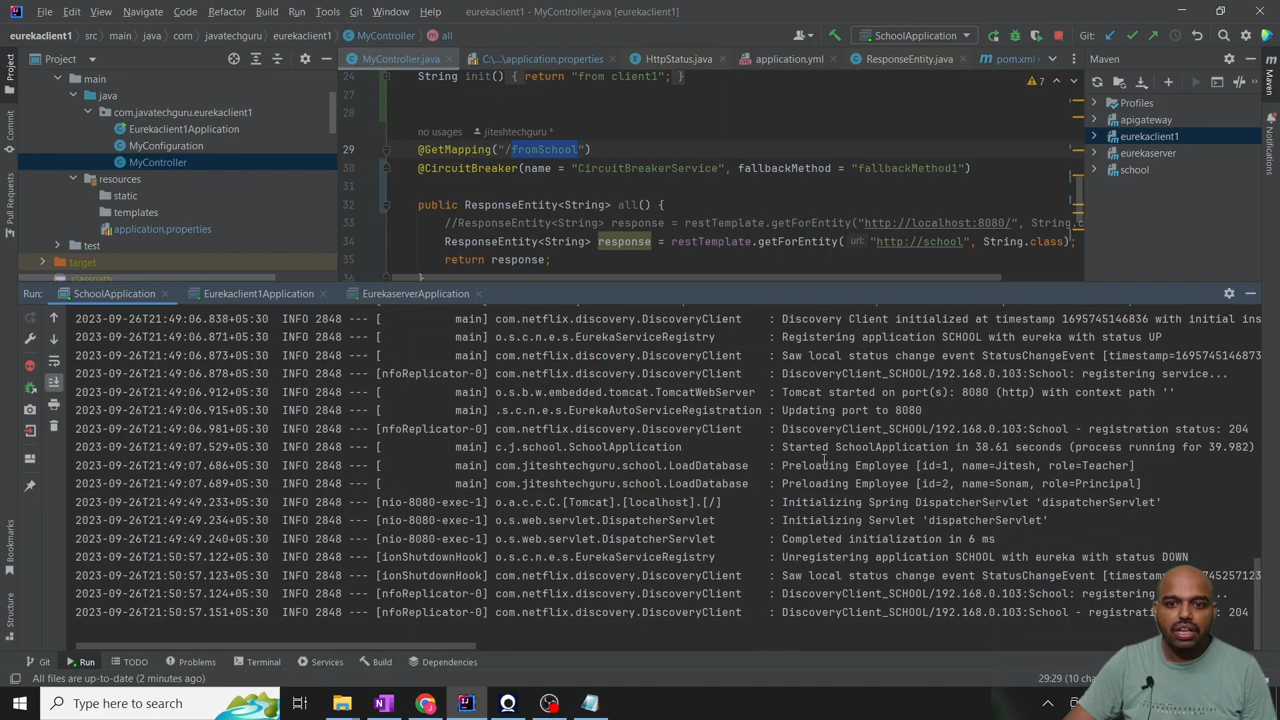 File Edit View Navigate Code Refactor Build Run Tools Git Window Help eurekaclient1 - MyController.java [eurekaclient1]
eurekaclient1 src main java com javatechguru eurekaclient1 MyController all SchoolApplication Git:
Project
MyController.java C:\...\application.properties HttpStatus.java application.yml ResponseEntity.java pom.xml Maven
main
java
com.javatechguru.eurekaclient1
Eurekaclient1Application
MyConfiguration
MyController
resources
static
templates
application.properties
test
target
24 String init() { return "from client1"; } 7
27
28
no usages jiteshtechguru *
29 @GetMapping("/fromSchool")
30 @CircuitBreaker(name = "CircuitBreakerService", fallbackMethod = "fallbackMethod1")
31
32 public ResponseEntity<String> all() {
33 //ResponseEntity<String> response = restTemplate.getForEntity("http://localhost:8080/", String.c
34 ResponseEntity<String> response = restTemplate.getForEntity( url: "http://school", String.class);
35 return response;
36 }
Profiles
apigateway
eurekaclient1
eurekaserver
school
Project
Commit
Pull Requests
Bookmarks
Structure
Maven
Notifications
Run: SchoolApplication Eurekaclient1Application EurekaserverApplication
2023-09-26T21:49:06.838+05:30 INFO 2848 --- [ main] com.netflix.discovery.DiscoveryClient : Discovery Client initialized at timestamp 1695745146836 with initial ins
2023-09-26T21:49:06.871+05:30 INFO 2848 --- [ main] o.s.c.n.e.s.EurekaServiceRegistry : Registering application SCHOOL with eureka with status UP
2023-09-26T21:49:06.873+05:30 INFO 2848 --- [ main] com.netflix.discovery.DiscoveryClient : Saw local status change event StatusChangeEvent [timestamp=1695745146873
2023-09-26T21:49:06.878+05:30 INFO 2848 --- [nfoReplicator-0] com.netflix.discovery.DiscoveryClient : DiscoveryClient_SCHOOL/192.168.0.103:School: registering service...
2023-09-26T21:49:06.912+05:30 INFO 2848 --- [ main] o.s.b.w.embedded.tomcat.TomcatWebServer : Tomcat started on port(s): 8080 (http) with context path ''
2023-09-26T21:49:06.915+05:30 INFO 2848 --- [ main] .s.c.n.e.s.EurekaAutoServiceRegistration : Updating port to 8080
2023-09-26T21:49:06.981+05:30 INFO 2848 --- [nfoReplicator-0] com.netflix.discovery.DiscoveryClient : DiscoveryClient_SCHOOL/192.168.0.103:School - registration status: 204
2023-09-26T21:49:07.529+05:30 INFO 2848 --- [ main] c.j.school.SchoolApplication : Started SchoolApplication in 38.61 seconds (process running for 39.982)
2023-09-26T21:49:07.686+05:30 INFO 2848 --- [ main] com.jiteshtechguru.school.LoadDatabase : Preloading Employee [id=1, name=Jitesh, role=Teacher]
2023-09-26T21:49:07.689+05:30 INFO 2848 --- [ main] com.jiteshtechguru.school.LoadDatabase : Preloading Employee [id=2, name=Sonam, role=Principal]
2023-09-26T21:49:49.233+05:30 INFO 2848 --- [nio-8080-exec-1] o.a.c.c.C.[Tomcat].[localhost].[/] : Initializing Spring DispatcherServlet 'dispatcherServlet'
2023-09-26T21:49:49.234+05:30 INFO 2848 --- [nio-8080-exec-1] o.s.web.servlet.DispatcherServlet : Initializing Servlet 'dispatcherServlet'
2023-09-26T21:49:49.240+05:30 INFO 2848 --- [nio-8080-exec-1] o.s.web.servlet.DispatcherServlet : Completed initialization in 6 ms
2023-09-26T21:50:57.122+05:30 INFO 2848 --- [ionShutdownHook] o.s.c.n.e.s.EurekaServiceRegistry : Unregistering application SCHOOL with eureka with status DOWN
2023-09-26T21:50:57.123+05:30 INFO 2848 --- [ionShutdownHook] com.netflix.discovery.DiscoveryClient : Saw local status change event StatusChangeEvent
2023-09-26T21:50:57.124+05:30 INFO 2848 --- [nfoReplicator-0] com.netflix.discovery.DiscoveryClient : DiscoveryClient_SCHOOL/192.168.0.103:School:
2023-09-26T21:50:57.151+05:30 INFO 2848 --- [nfoReplicator-0] com.netflix.discovery.DiscoveryClient : DiscoveryClient_SCHOOL/192.168.0.103:School - 204
Git Run TODO Problems Terminal Services Build Dependencies
All files are up-to-date (2 minutes ago) 29:29 (10
Type here to search